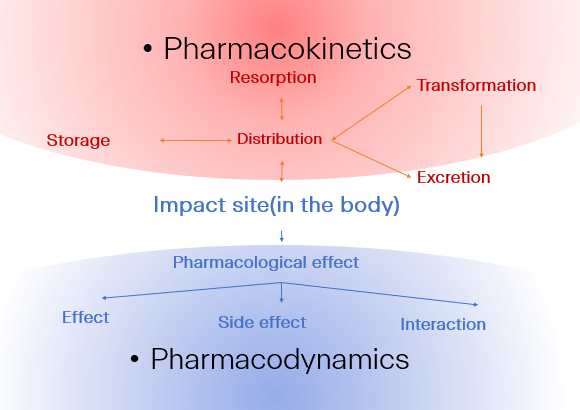 • Pharmacokinetics
Resorption
Transformation
Storage
Distribution
Excretion
Impact site(in the body)
Pharmacological effect
Effect
Side effect
Interaction
• Pharmacodynamics